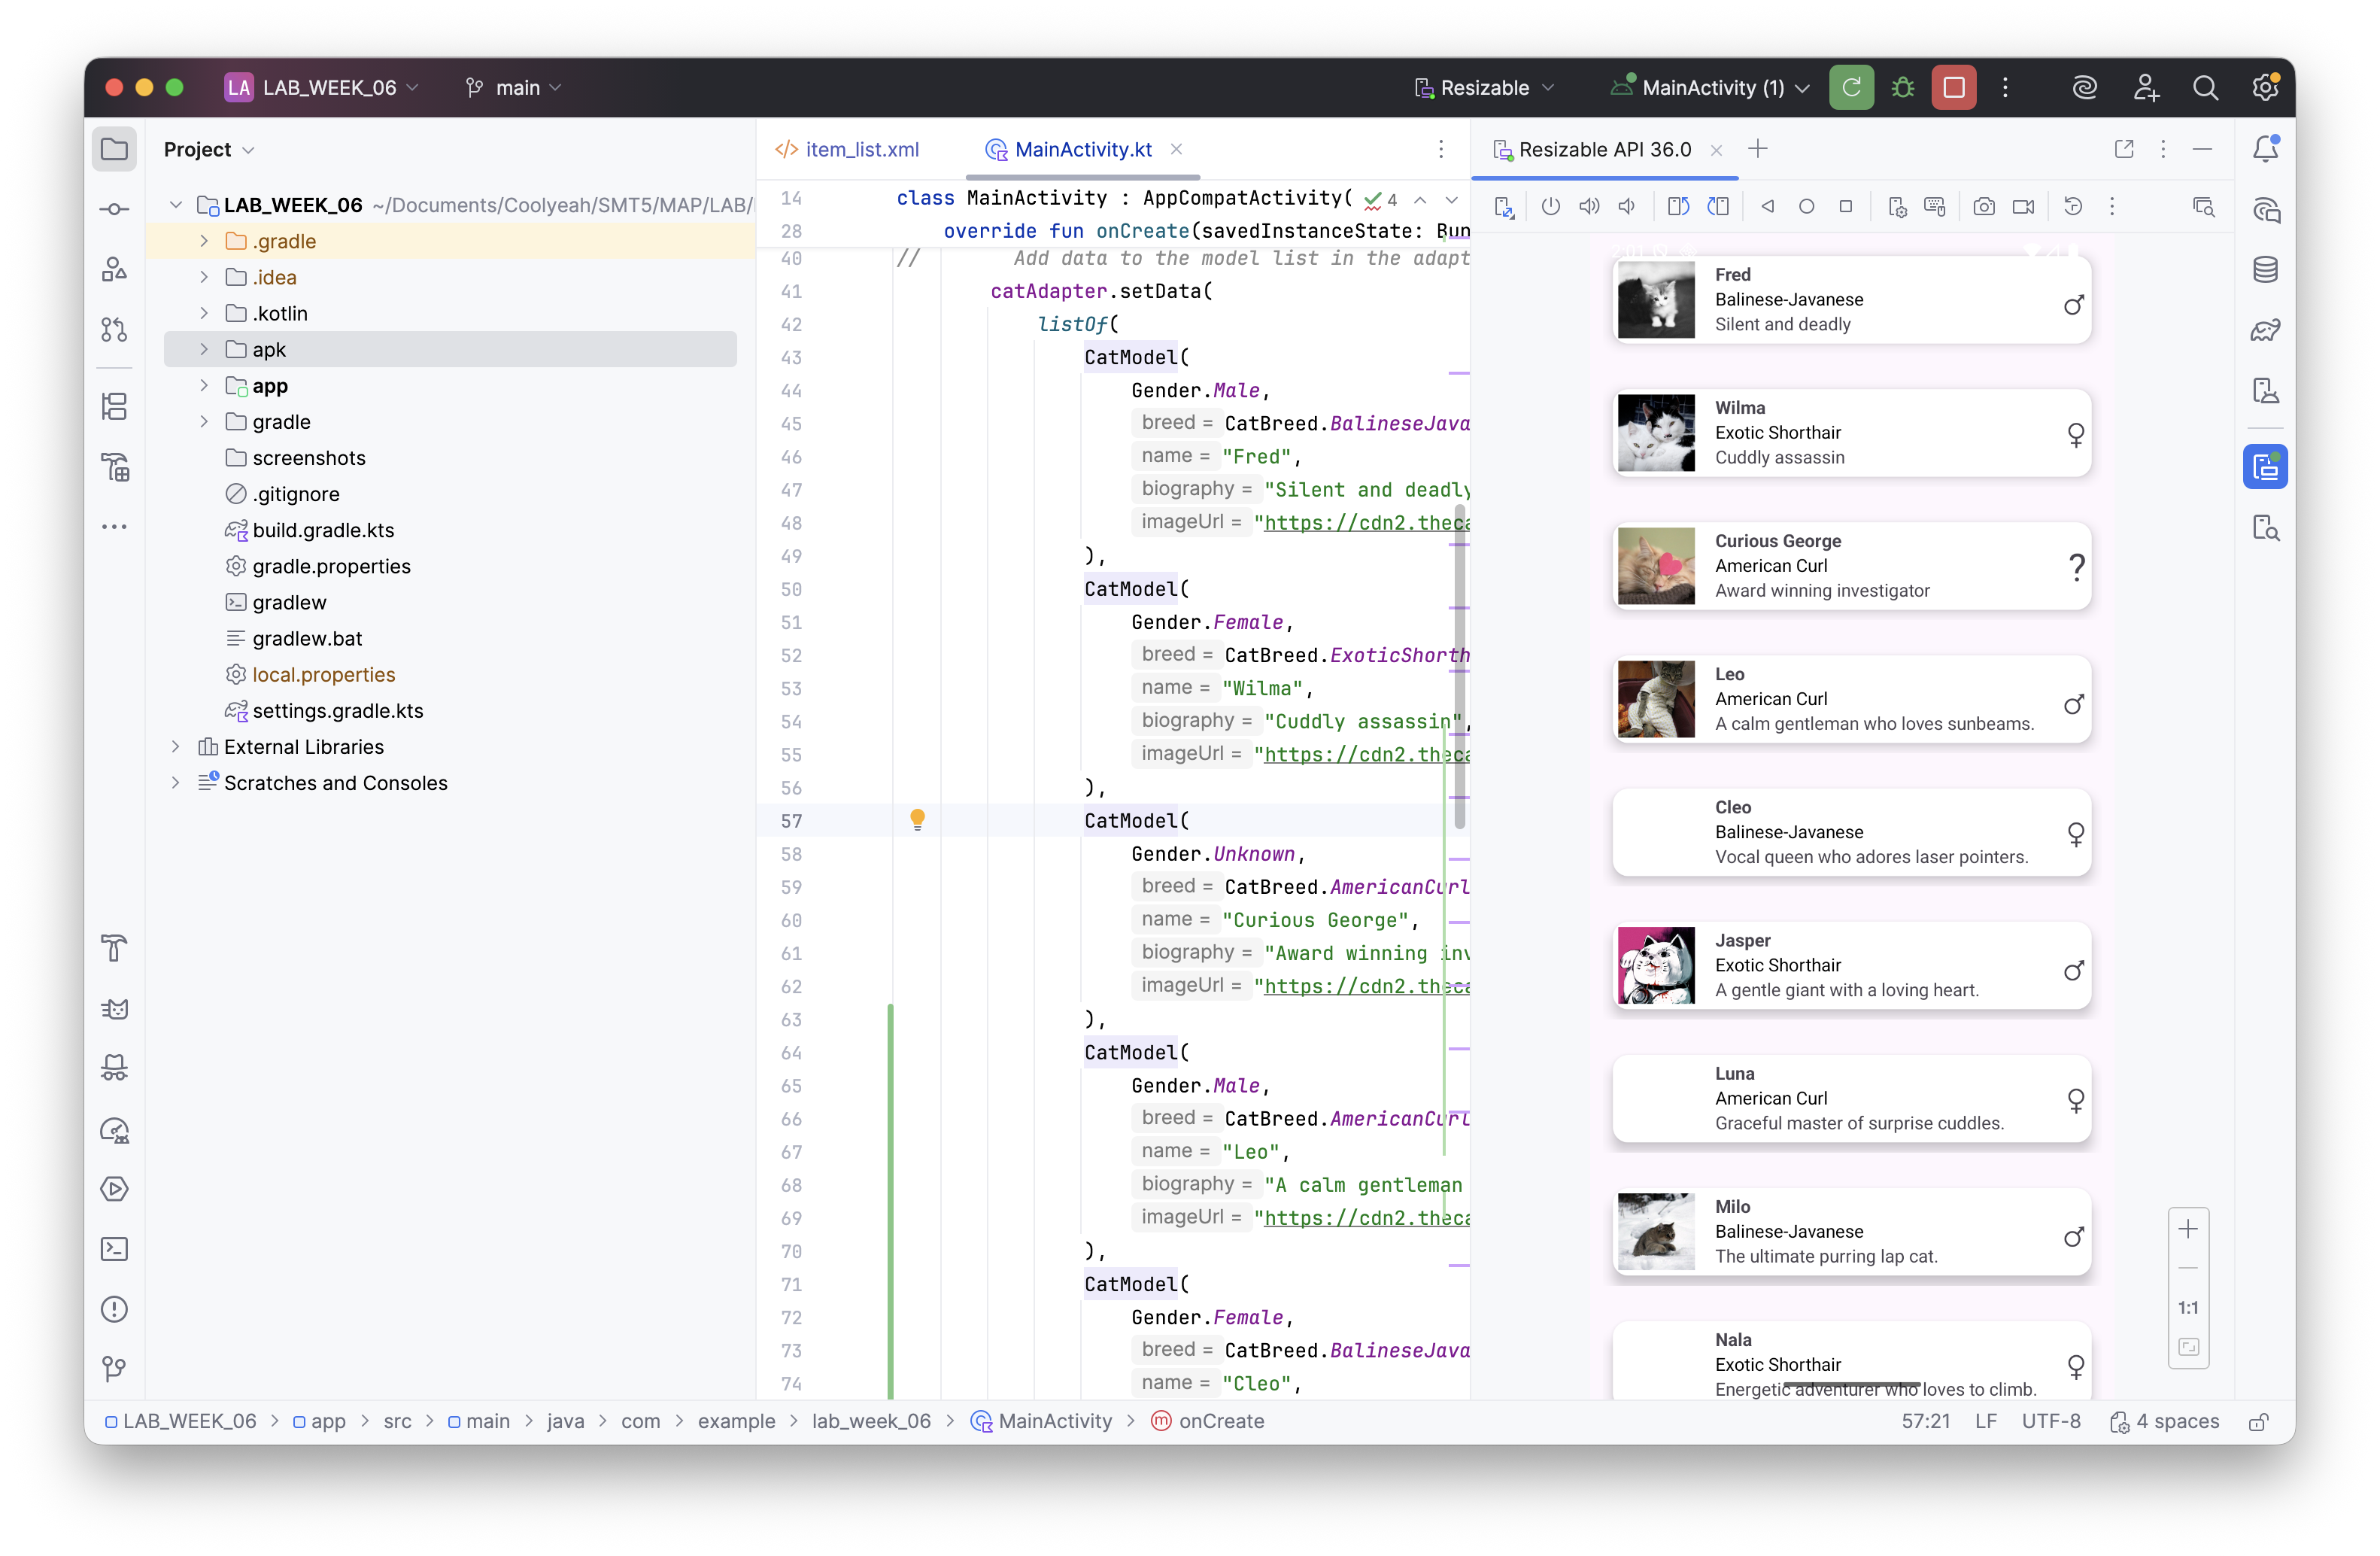 LA LAB_WEEK_06 main Resizable MainActivity (1)
Project
LAB_WEEK_06 ~/Documents/Coolyeah/SMT5/MAP/LAB/
.gradle
.idea
.kotlin
apk
app
gradle
screenshots
.gitignore
build.gradle.kts
gradle.properties
gradlew
gradlew.bat
local.properties
settings.gradle.kts
External Libraries
Scratches and Consoles
item_list.xml MainActivity.kt
14 class MainActivity : AppCompatActivity( 4
28 override fun onCreate(savedInstanceState: Bun
40 // Add data to the model list in the adapt
41 catAdapter.setData(
42 listOf(
43 CatModel(
44 Gender.Male,
45 breed = CatBreed.BalineseJava
46 name = "Fred",
47 biography = "Silent and deadly
48 imageUrl = "https://cdn2.theca
49 ),
50 CatModel(
51 Gender.Female,
52 breed = CatBreed.ExoticShorth
53 name = "Wilma",
54 biography = "Cuddly assassin",
55 imageUrl = "https://cdn2.theca
56 ),
57 CatModel(
58 Gender.Unknown,
59 breed = CatBreed.AmericanCurl
60 name = "Curious George",
61 biography = "Award winning inv
62 imageUrl = "https://cdn2.theca
63 ),
64 CatModel(
65 Gender.Male,
66 breed = CatBreed.AmericanCurl
67 name = "Leo",
68 biography = "A calm gentleman
69 imageUrl = "https://cdn2.theca
70 ),
71 CatModel(
72 Gender.Female,
73 breed = CatBreed.BalineseJava
74 name = "Cleo",
Resizable API 36.0
Fred
Balinese-Javanese
Silent and deadly
Wilma
Exotic Shorthair
Cuddly assassin
Curious George
American Curl
Award winning investigator
?
Leo
American Curl
A calm gentleman who loves sunbeams.
Cleo
Balinese-Javanese
Vocal queen who adores laser pointers.
Jasper
Exotic Shorthair
A gentle giant with a loving heart.
Luna
American Curl
Graceful master of surprise cuddles.
Milo
Balinese-Javanese
The ultimate purring lap cat.
Nala
Exotic Shorthair
Energetic adventurer who loves to climb.
1:1
LAB_WEEK_06 > app > src > main > java > com > example > lab_week_06 > MainActivity > onCreate 57:21 LF UTF-8 4 spaces